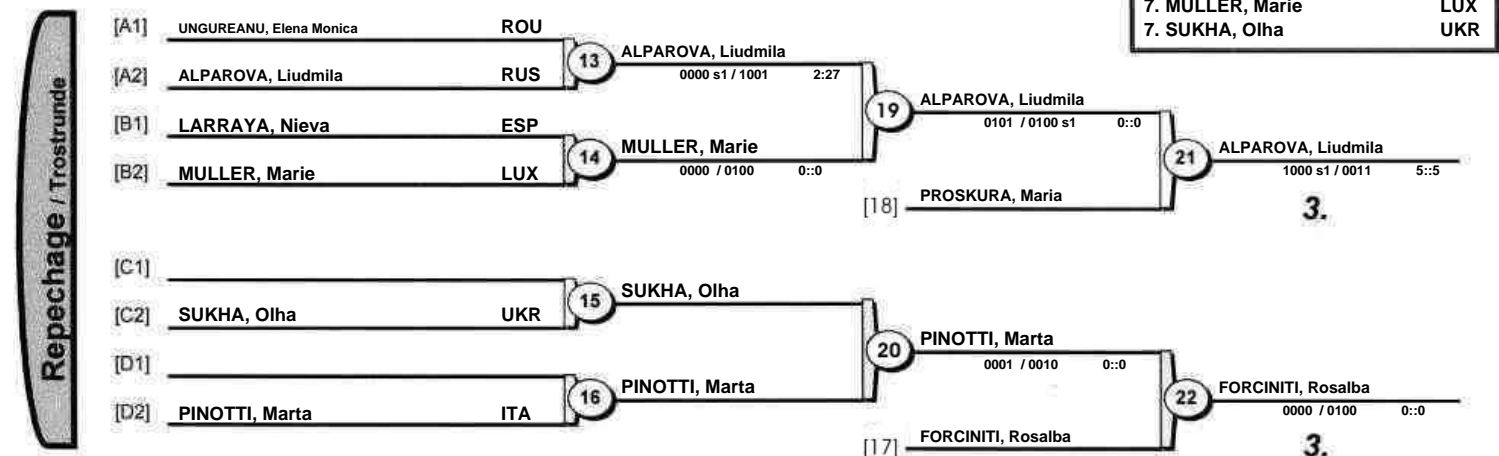 7. MULLER, Marie LUX
7. SUKHA, Olha UKR
Repechage / Trostrunde
[A1] UNGUREANU, Elena Monica ROU
13 ALPAROVA, Liudmila
0000 s1 / 1001 2:27
[A2] ALPAROVA, Liudmila RUS
19 ALPAROVA, Liudmila
0101 / 0100 s1 0::0
[B1] LARRAYA, Nieva ESP
14 MULLER, Marie
0000 / 0100 0::0
[B2] MULLER, Marie LUX
21 ALPAROVA, Liudmila
1000 s1 / 0011 5::5
[18] PROSKURA, Maria
3.
[C1]
15 SUKHA, Olha
[C2] SUKHA, Olha UKR
20 PINOTTI, Marta
0001 / 0010 0::0
[D1]
16 PINOTTI, Marta
[D2] PINOTTI, Marta ITA
22 FORCINITI, Rosalba
0000 / 0100 0::0
[17] FORCINITI, Rosalba
3.